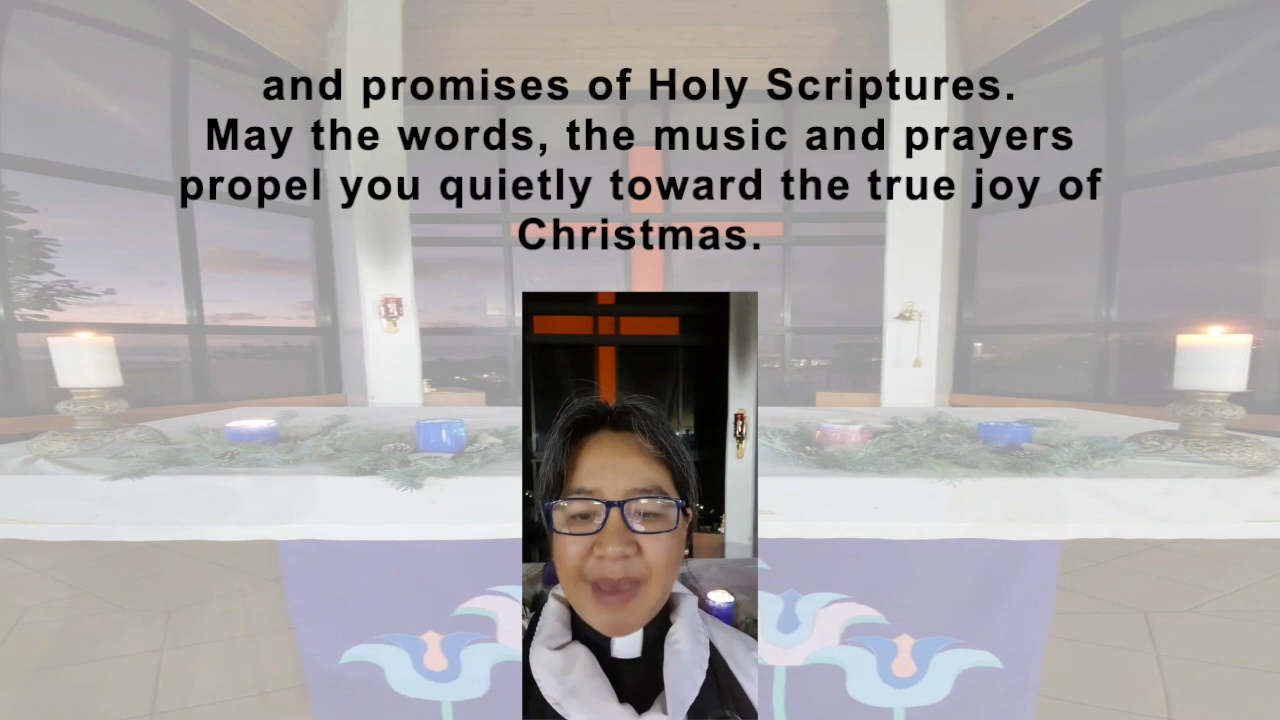 and promises of Holy Scriptures.
May the words, the music and prayers
propel you quietly toward the true joy of
Christmas.